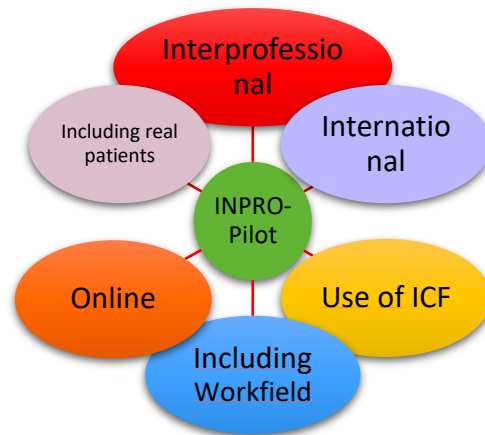 Interprofessio
nal
Including real
patients
Internatio
nal
INPRO-
Pilot
Online
Use of ICF
Including
Workfield